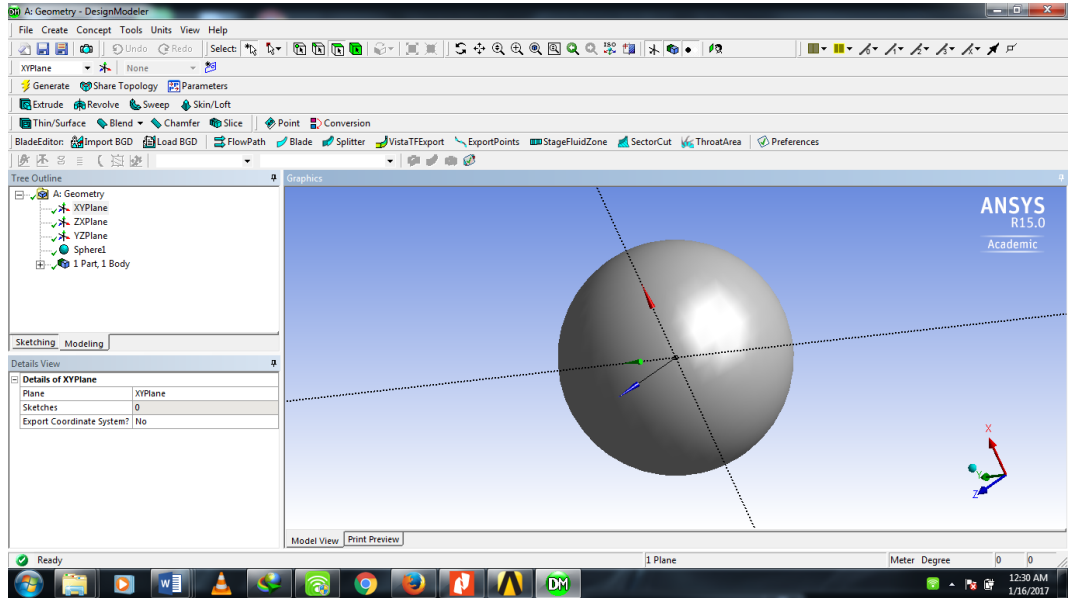 A: Geometry - DesignModeler
File Create Concept Tools Units View Help
Undo Redo Select: ISO
XYPlane None
Generate Share Topology Parameters
Extrude Revolve Sweep Skin/Loft
Thin/Surface Blend Chamfer Slice Point Conversion
BladeEditor: Import BGD Load BGD FlowPath Blade Splitter VistaTFExport ExportPoints StageFluidZone SectorCut ThroatArea Preferences
Tree Outline
A: Geometry
XYPlane
ZXPlane
YZPlane
Sphere1
1 Part, 1 Body
Sketching Modeling
Details View
Details of XYPlane
Plane XYPlane
Sketches 0
Export Coordinate System? No
Graphics
ANSYS
R15.0
Academic
X
Y
Z
Model View Print Preview
Ready 1 Plane Meter Degree 0 0
W DM
12:30 AM
1/16/2017